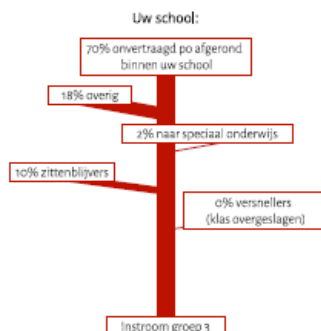 Uw school:
70% onvertraagd po afgerond
binnen uw school
18% overig
2% naar speciaal onderwijs
10% zittenblijvers
0% versnellers
(klas overgeslagen)
Instroom groep 3